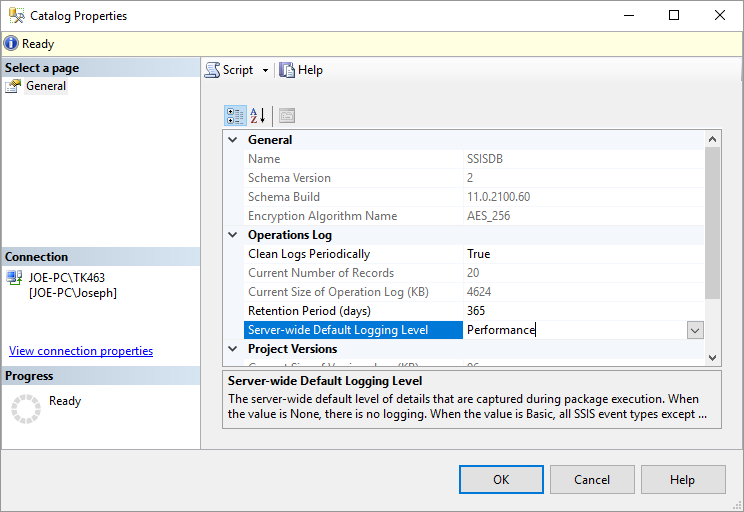 Catalog Properties
Ready
Select a page
General
Script
Help
General
Name SSISDB
Schema Version 2
Schema Build 11.0.2100.60
Encryption Algorithm Name AES_256
Operations Log
Clean Logs Periodically True
Current Number of Records 20
Current Size of Operation Log (KB) 4624
Retention Period (days) 365
Server-wide Default Logging Level Performance
Project Versions
Connection
JOE-PC\TK463
[JOE-PC\Joseph]
View connection properties
Progress
Ready
Server-wide Default Logging Level
The server-wide default level of details that are captured during package execution. When
the value is None, there is no logging. When the value is Basic, all SSIS event types except ...
OK
Cancel
Help